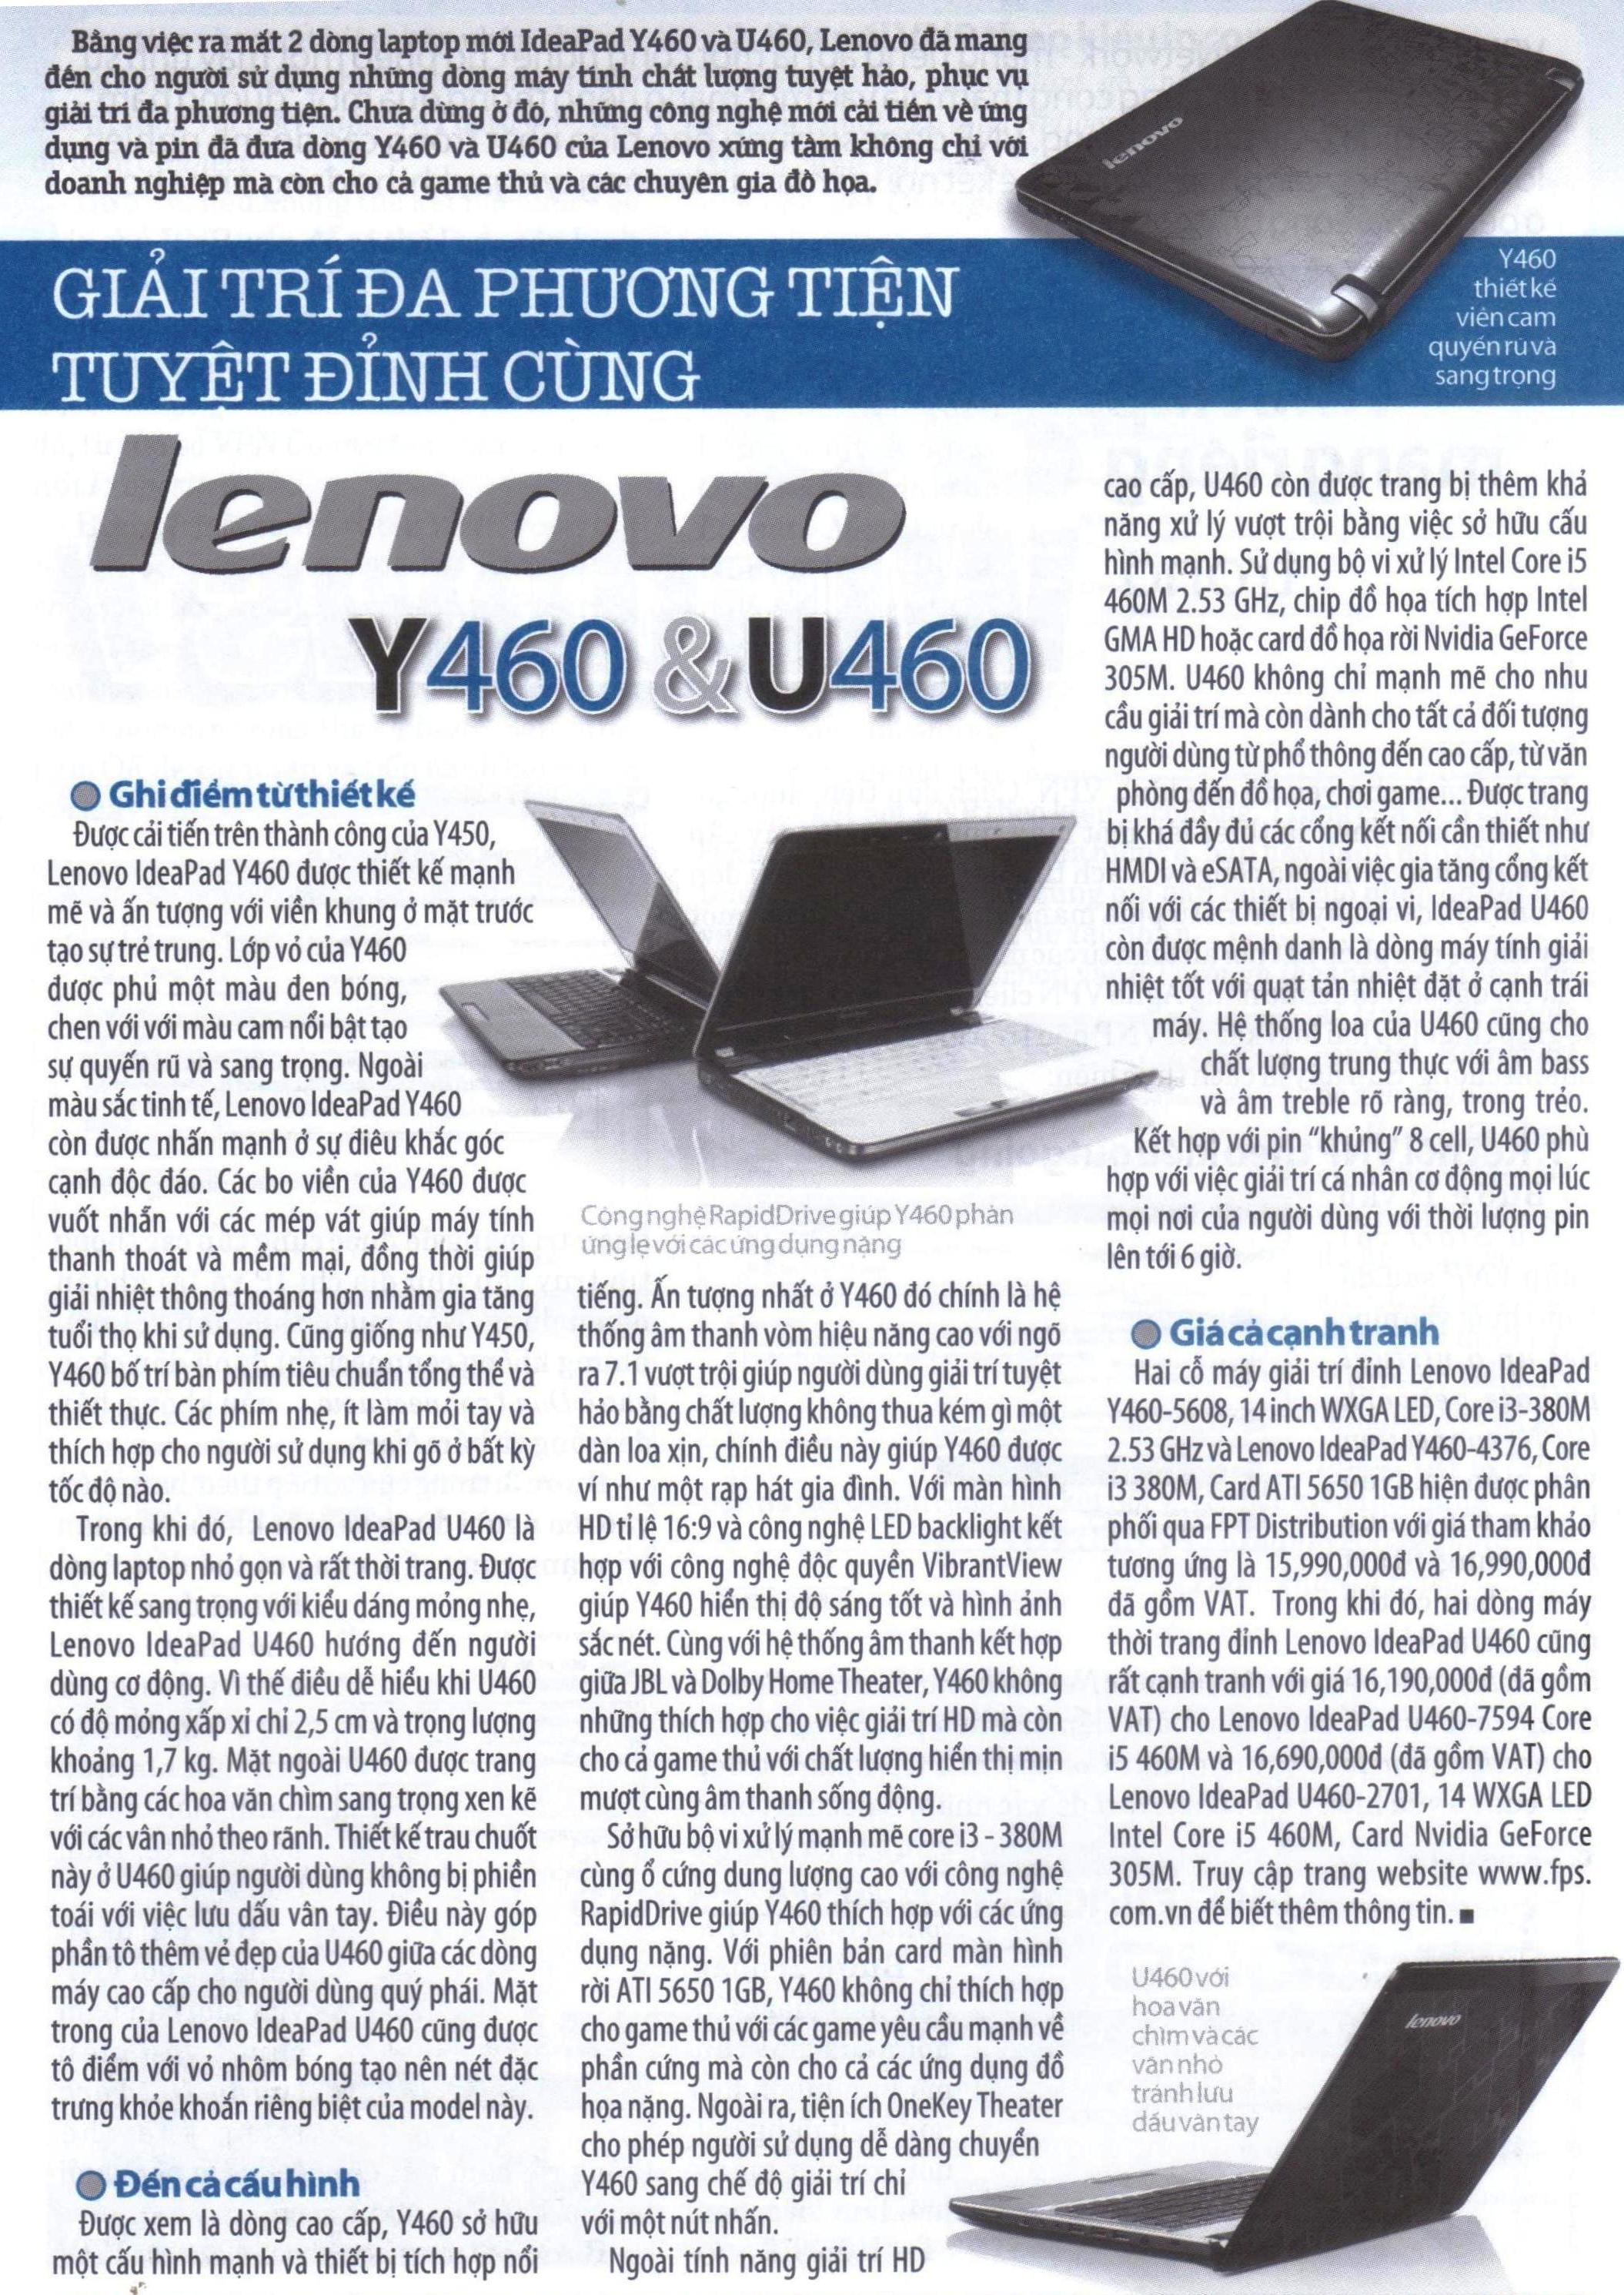 Bằng việc ra mắt 2 dòng laptop mới IdeaPad Y460 và U460, Lenovo đã mang
đến cho người sử dụng những dòng máy tính chất lượng tuyệt hảo, phục vụ
giải trí đa phương tiện. Chưa dừng ở đó, những công nghệ mới cải tiến về ứng
dụng và pin đã đưa dòng Y460 và U460 của Lenovo xứng tầm không chỉ với
doanh nghiệp mà còn cho cả game thủ và các chuyên gia đồ họa.
lenovo
Y460
thiết kế
viền cam
quyến rũ và
sang trọng
GIẢI TRÍ ĐA PHƯƠNG TIỆN
TUYỆT ĐỈNH CÙNG
lenovo
Y460 & U460
Ghi điểm từ thiết kế
Được cải tiến trên thành công của Y450,
Lenovo IdeaPad Y460 được thiết kế mạnh
mẽ và ấn tượng với viền khung ở mặt trước
tạo sự trẻ trung. Lớp vỏ của Y460
được phủ một màu đen bóng,
chen với với màu cam nổi bật tạo
sự quyến rũ và sang trọng. Ngoài
màu sắc tinh tế, Lenovo IdeaPad Y460
còn được nhấn mạnh ở sự điêu khắc góc
cạnh độc đáo. Các bo viền của Y460 được
vuốt nhẵn với các mép vát giúp máy tính
thanh thoát và mềm mại, đồng thời giúp
giải nhiệt thông thoáng hơn nhằm gia tăng
tuổi thọ khi sử dụng. Cũng giống như Y450,
Y460 bố trí bàn phím tiêu chuẩn tổng thể và
thiết thực. Các phím nhẹ, ít làm mỏi tay và
thích hợp cho người sử dụng khi gõ ở bất kỳ
tốc độ nào.
Trong khi đó, Lenovo IdeaPad U460 là
dòng laptop nhỏ gọn và rất thời trang. Được
thiết kế sang trọng với kiểu dáng mỏng nhẹ,
Lenovo IdeaPad U460 hướng đến người
dùng cơ động. Vì thế điều dễ hiểu khi U460
có độ mỏng xấp xỉ chỉ 2,5 cm và trọng lượng
khoảng 1,7 kg. Mặt ngoài U460 được trang
trí bằng các hoa văn chìm sang trọng xen kẽ
với các vân nhỏ theo rãnh. Thiết kế trau chuốt
này ở U460 giúp người dùng không bị phiền
toái với việc lưu dấu vân tay. Điều này góp
phần tô thêm vẻ đẹp của U460 giữa các dòng
máy cao cấp cho người dùng quý phái. Mặt
trong của Lenovo IdeaPad U460 cũng được
tô điểm với vỏ nhôm bóng tạo nên nét đặc
trưng khỏe khoắn riêng biệt của model này.
Đến cả cấu hình
Được xem là dòng cao cấp, Y460 sở hữu
một cấu hình mạnh và thiết bị tích hợp nổi
Công nghệ RapidDrive giúp Y460 phản
ứng lẹ với các ứng dụng nặng
tiếng. Ấn tượng nhất ở Y460 đó chính là hệ
thống âm thanh vòm hiệu năng cao với ngõ
ra 7.1 vượt trội giúp người dùng giải trí tuyệt
hảo bằng chất lượng không thua kém gì một
dàn loa xịn, chính điều này giúp Y460 được
ví như một rạp hát gia đình. Với màn hình
HD tỉ lệ 16:9 và công nghệ LED backlight kết
hợp với công nghệ độc quyền VibrantView
giúp Y460 hiển thị độ sáng tốt và hình ảnh
sắc nét. Cùng với hệ thống âm thanh kết hợp
giữa JBL và Dolby Home Theater, Y460 không
những thích hợp cho việc giải trí HD mà còn
cho cả game thủ với chất lượng hiển thị mịn
mượt cùng âm thanh sống động.
Sở hữu bộ vi xử lý mạnh mẽ core i3 - 380M
cùng ổ cứng dung lượng cao với công nghệ
RapidDrive giúp Y460 thích hợp với các ứng
dụng nặng. Với phiên bản card màn hình
rời ATI 5650 1GB, Y460 không chỉ thích hợp
cho game thủ với các game yêu cầu mạnh về
phần cứng mà còn cho cả các ứng dụng đồ
họa nặng. Ngoài ra, tiện ích OneKey Theater
cho phép người sử dụng dễ dàng chuyển
Y460 sang chế độ giải trí chỉ
với một nút nhấn.
Ngoài tính năng giải trí HD
cao cấp, U460 còn được trang bị thêm khả
năng xử lý vượt trội bằng việc sở hữu cấu
hình mạnh. Sử dụng bộ vi xử lý Intel Core i5
460M 2.53 GHz, chip đồ họa tích hợp Intel
GMA HD hoặc card đồ họa rời Nvidia GeForce
305M. U460 không chỉ mạnh mẽ cho nhu
cầu giải trí mà còn dành cho tất cả đối tượng
người dùng từ phổ thông đến cao cấp, từ văn
phòng đến đồ họa, chơi game... Được trang
bị khá đầy đủ các cổng kết nối cần thiết như
HMDI và eSATA, ngoài việc gia tăng cổng kết
nối với các thiết bị ngoại vi, IdeaPad U460
còn được mệnh danh là dòng máy tính giải
nhiệt tốt với quạt tản nhiệt đặt ở cạnh trái
máy. Hệ thống loa của U460 cũng cho
chất lượng trung thực với âm bass
và âm treble rõ ràng, trong trẻo.
Kết hợp với pin “khủng” 8 cell, U460 phù
hợp với việc giải trí cá nhân cơ động mọi lúc
mọi nơi của người dùng với thời lượng pin
lên tới 6 giờ.
Giá cả cạnh tranh
Hai cỗ máy giải trí đỉnh Lenovo IdeaPad
Y460-5608, 14 inch WXGA LED, Core i3-380M
2.53 GHz và Lenovo IdeaPad Y460-4376, Core
i3 380M, Card ATI 5650 1GB hiện được phân
phối qua FPT Distribution với giá tham khảo
tương ứng là 15,990,000đ và 16,990,000đ
đã gồm VAT. Trong khi đó, hai dòng máy
thời trang đỉnh Lenovo IdeaPad U460 cũng
rất cạnh tranh với giá 16,190,000đ (đã gồm
VAT) cho Lenovo IdeaPad U460-7594 Core
i5 460M và 16,690,000đ (đã gồm VAT) cho
Lenovo IdeaPad U460-2701, 14 WXGA LED
Intel Core i5 460M, Card Nvidia GeForce
305M. Truy cập trang website www.fps.
com.vn để biết thêm thông tin. ■
U460 với
hoa văn
chìm và các
vân nhỏ
tránh lưu
dấu vân tay
lenovo